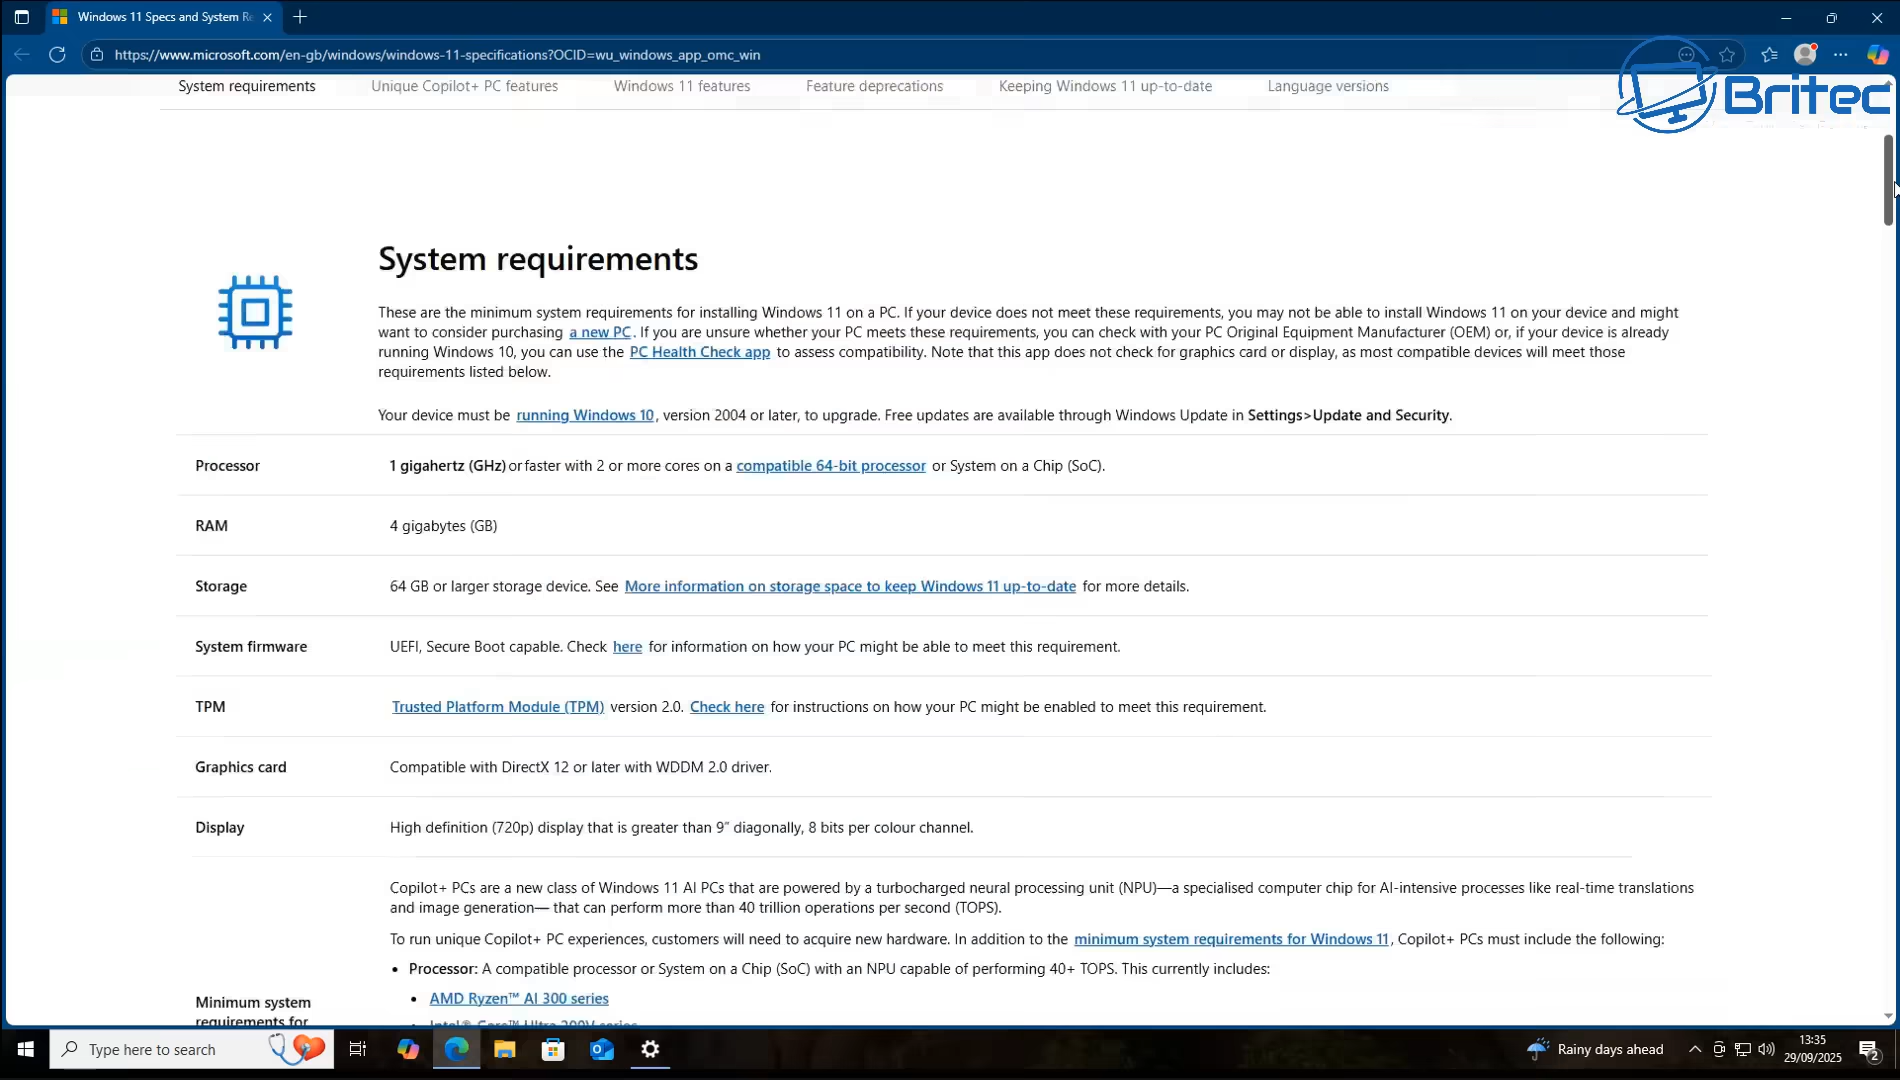 Windows 11 Specs and System Re
https://www.microsoft.com/en-gb/windows/windows-11-specifications?OCID=wu_windows_app_omc_win
Britec
System requirements
Unique Copilot+ PC features
Windows 11 features
Feature deprecations
Keeping Windows 11 up-to-date
Language versions
System requirements
These are the minimum system requirements for installing Windows 11 on a PC. If your device does not meet these requirements, you may not be able to install Windows 11 on your device and might
want to consider purchasing a new PC. If you are unsure whether your PC meets these requirements, you can check with your PC Original Equipment Manufacturer (OEM) or, if your device is already
running Windows 10, you can use the PC Health Check app to assess compatibility. Note that this app does not check for graphics card or display, as most compatible devices will meet those
requirements listed below.
Your device must be running Windows 10, version 2004 or later, to upgrade. Free updates are available through Windows Update in Settings>Update and Security.
Processor
1 gigahertz (GHz) or faster with 2 or more cores on a compatible 64-bit processor or System on a Chip (SoC).
RAM
4 gigabytes (GB)
Storage
64 GB or larger storage device. See More information on storage space to keep Windows 11 up-to-date for more details.
System firmware
UEFI, Secure Boot capable. Check here for information on how your PC might be able to meet this requirement.
TPM
Trusted Platform Module (TPM) version 2.0. Check here for instructions on how your PC might be enabled to meet this requirement.
Graphics card
Compatible with DirectX 12 or later with WDDM 2.0 driver.
Display
High definition (720p) display that is greater than 9” diagonally, 8 bits per colour channel.
Copilot+ PCs are a new class of Windows 11 AI PCs that are powered by a turbocharged neural processing unit (NPU)—a specialised computer chip for AI-intensive processes like real-time translations
and image generation— that can perform more than 40 trillion operations per second (TOPS).
To run unique Copilot+ PC experiences, customers will need to acquire new hardware. In addition to the minimum system requirements for Windows 11, Copilot+ PCs must include the following:
• Processor: A compatible processor or System on a Chip (SoC) with an NPU capable of performing 40+ TOPS. This currently includes:
• AMD Ryzen™ AI 300 series
Minimum system
requirements for
• Intel® Core™ Ultra 200V series
Type here to search
Rainy days ahead
13:35
29/09/2025
2